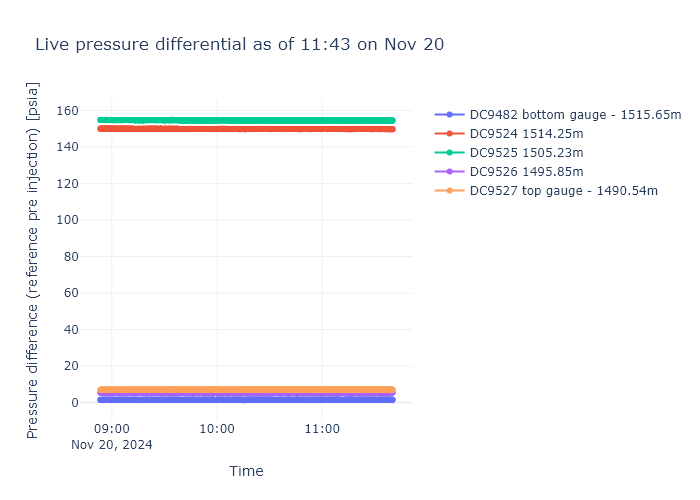 Live pressure differential as of 11:43 on Nov 20
Pressure difference (reference pre injection) [psia]
160
140
120
100
80
60
40
20
0
09:00
Nov 20, 2024
10:00
11:00
Time
DC9482 bottom gauge - 1515.65m
DC9524 1514.25m
DC9525 1505.23m
DC9526 1495.85m
DC9527 top gauge - 1490.54m